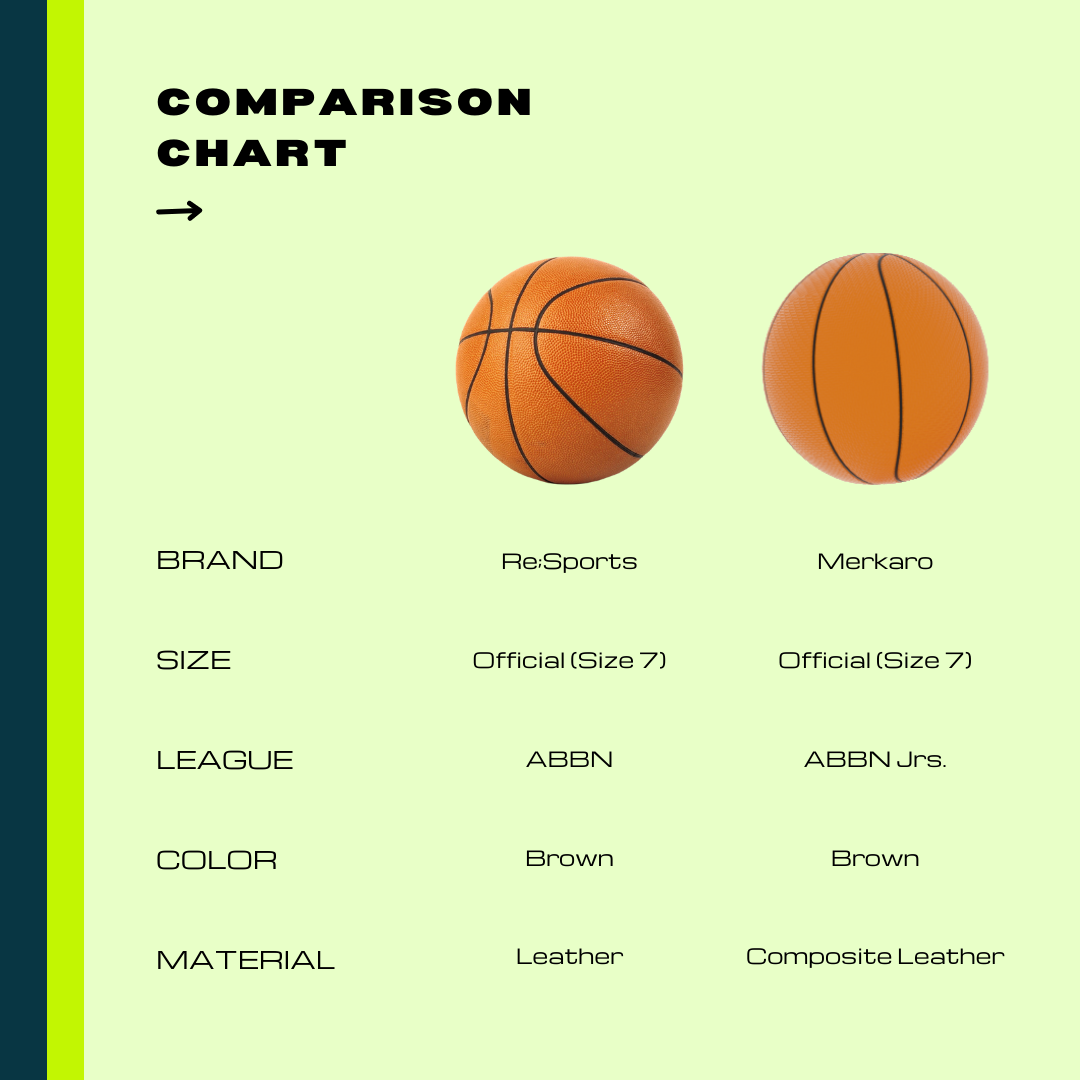 COMPARISON
CHART
BRAND Re;Sports Merkaro
SIZE Official (Size 7) Official (Size 7)
LEAGUE ABBN ABBN Jrs.
COLOR Brown Brown
MATERIAL Leather Composite Leather